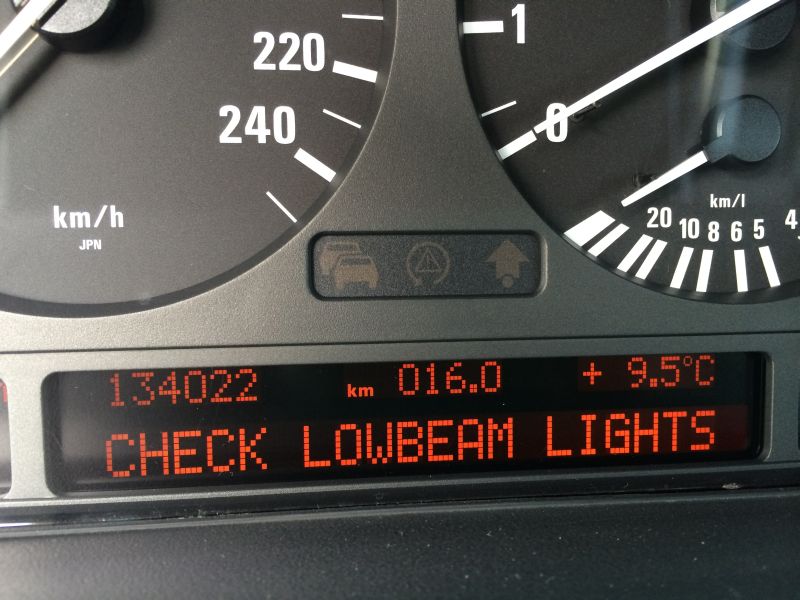 220
240
km/h
JPN
1
0
km/l
20 10 8 6 5 4
134022 km 016.0 + 9.5°C
CHECK LOWBEAM LIGHTS